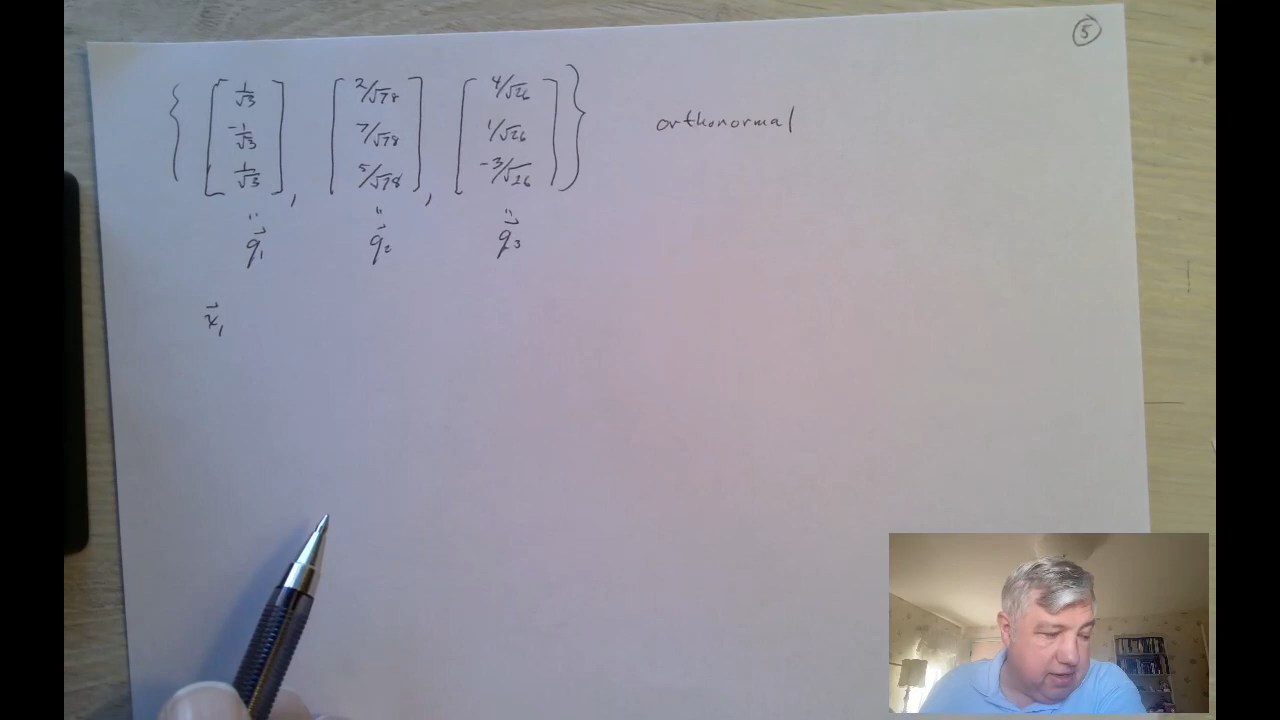 ⑤
{ [ 1/√3 -1/√3 1/√3 ], [ 2/√78 7/√78 5/√78 ], [ 4/√26 1/√26 -3/√26 ] } orthonormal
" " "
q⃗₁ q⃗₂ q⃗₃
x⃗₁